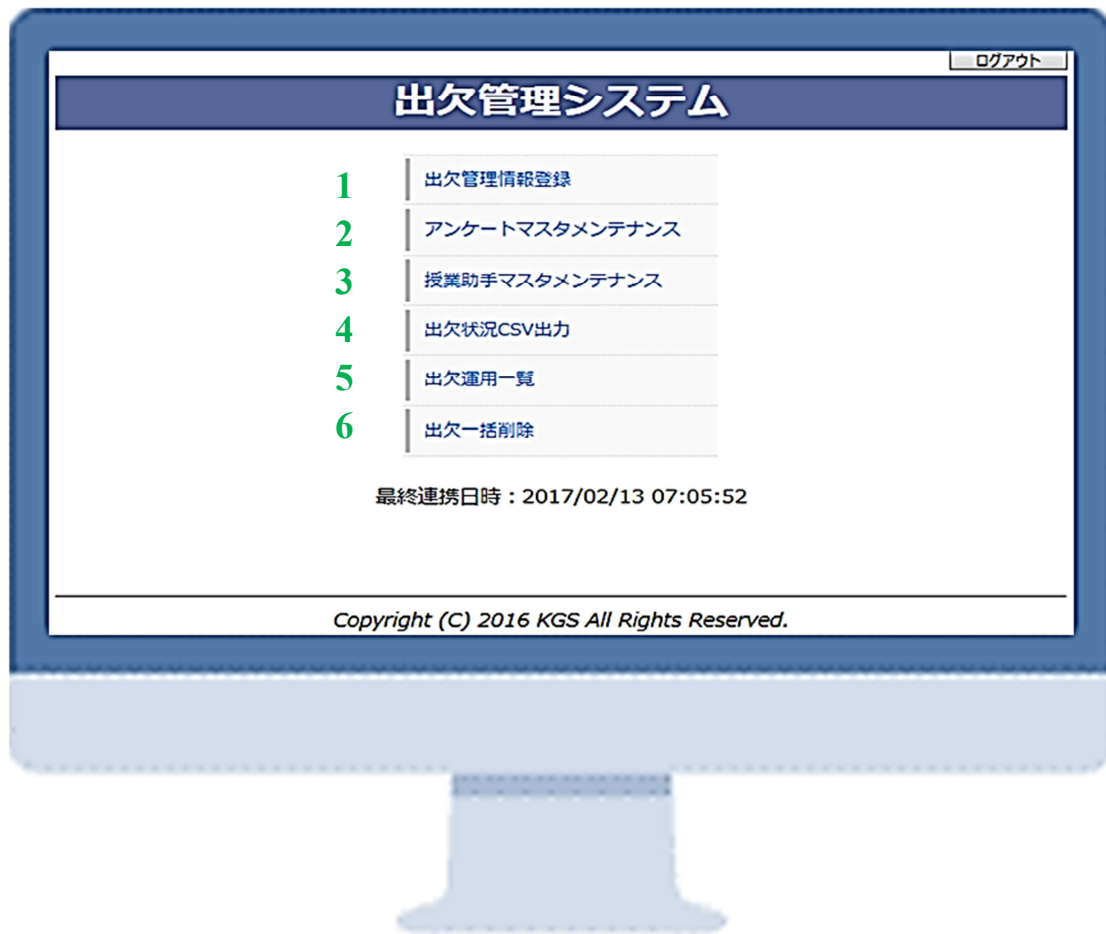 ログアウト
出欠管理システム
1 出欠管理情報登録
2 アンケートマスタメンテナンス
3 授業助手マスタメンテナンス
4 出欠状況CSV出力
5 出欠運用一覧
6 出欠一括削除
最終連携日時:2017/02/13 07:05:52
Copyright (C) 2016 KGS All Rights Reserved.